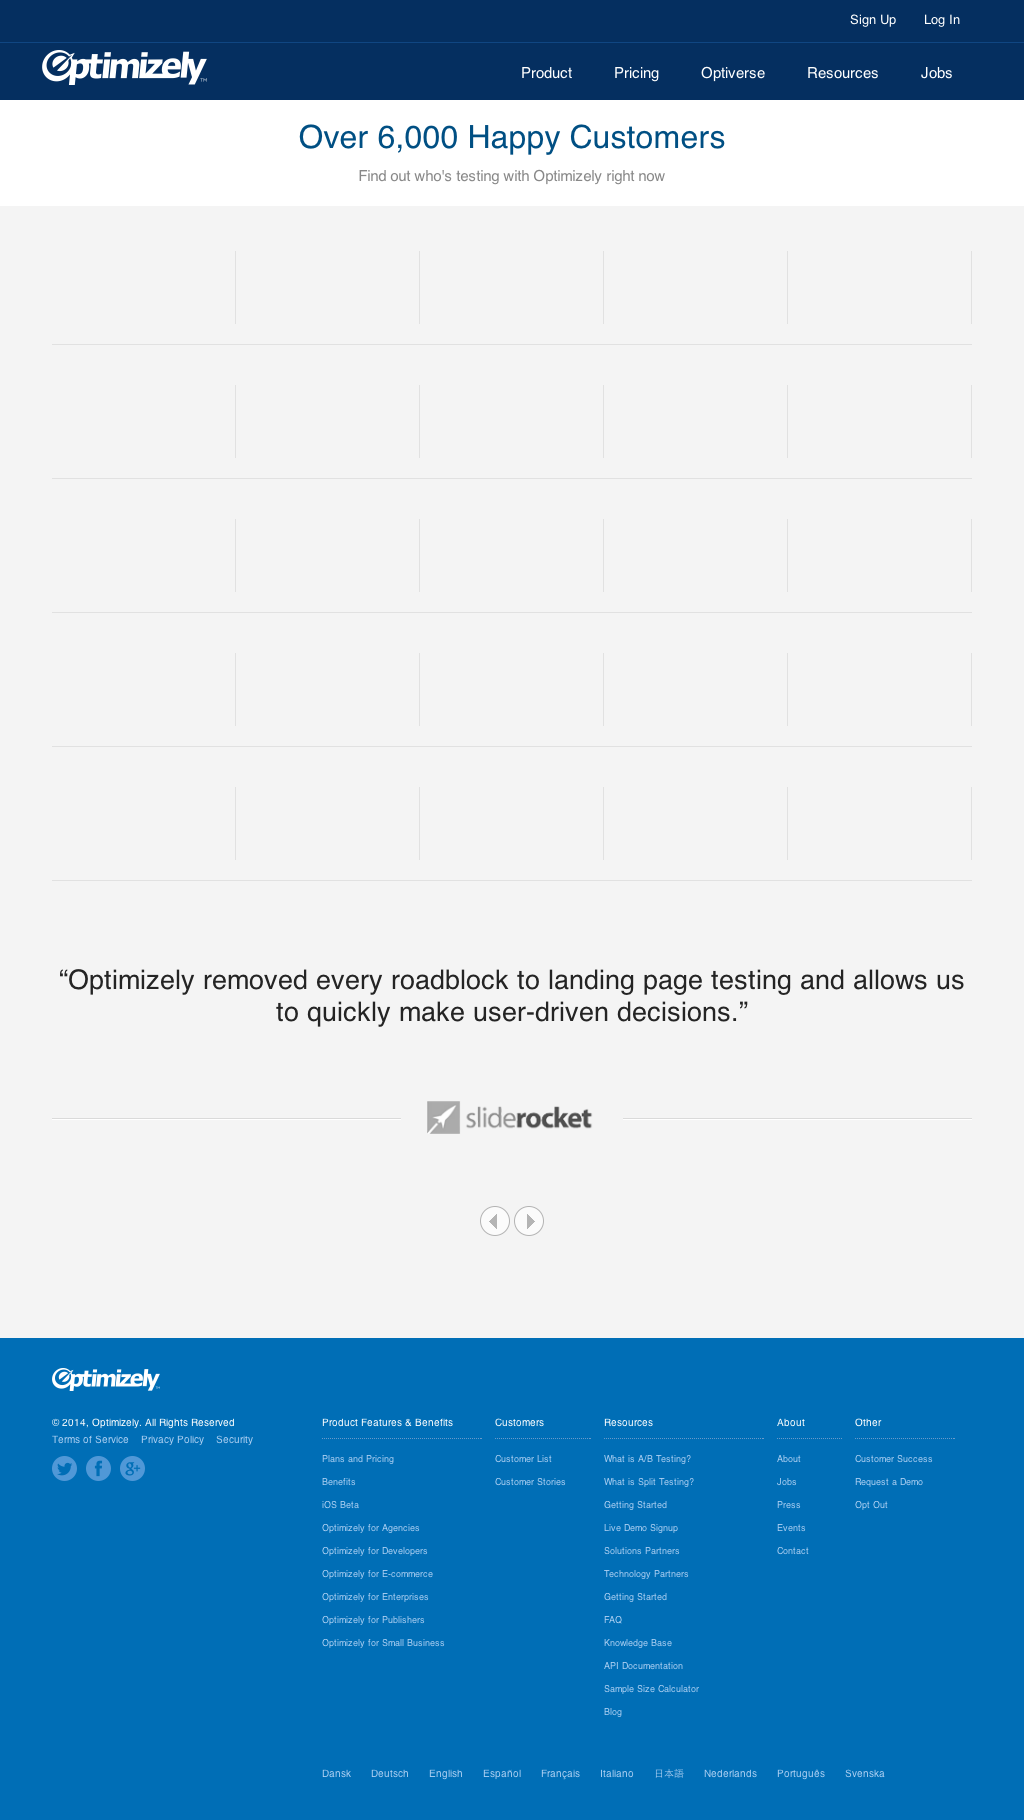 Sign Up Log In
Optimizely™
Product Pricing Optiverse Resources Jobs
Over 6,000 Happy Customers
Find out who's testing with Optimizely right now
“Optimizely removed every roadblock to landing page testing and allows us
to quickly make user-driven decisions.”
sliderocket
Optimizely
© 2014, Optimizely. All Rights Reserved
Terms of Service Privacy Policy Security
Product Features & Benefits
Plans and Pricing
Benefits
iOS Beta
Optimizely for Agencies
Optimizely for Developers
Optimizely for E-commerce
Optimizely for Enterprises
Optimizely for Publishers
Optimizely for Small Business
Customers
Customer List
Customer Stories
Resources
What is A/B Testing?
What is Split Testing?
Getting Started
Live Demo Signup
Solutions Partners
Technology Partners
Getting Started
FAQ
Knowledge Base
API Documentation
Sample Size Calculator
Blog
About
About
Jobs
Press
Events
Contact
Other
Customer Success
Request a Demo
Opt Out
Dansk Deutsch English Español Français Italiano 日本語 Nederlands Português Svenska